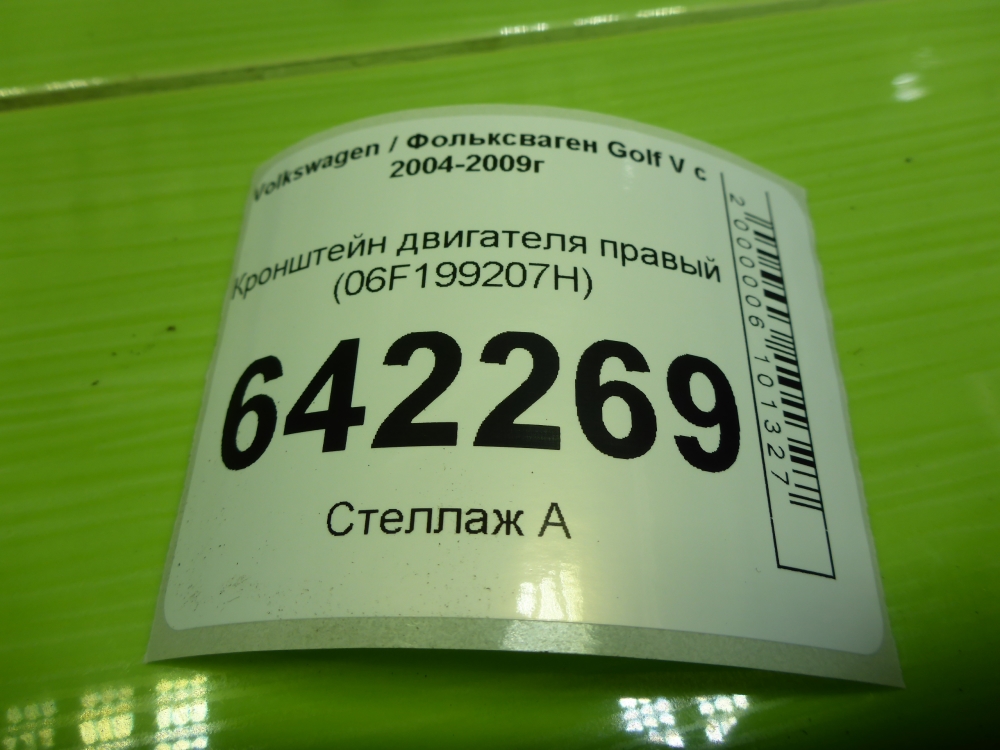 Volkswagen / Фольксваген Golf V с
2004-2009г
Кронштейн двигателя правый
(06F199207H)
642269
Стеллаж А
2000006101327